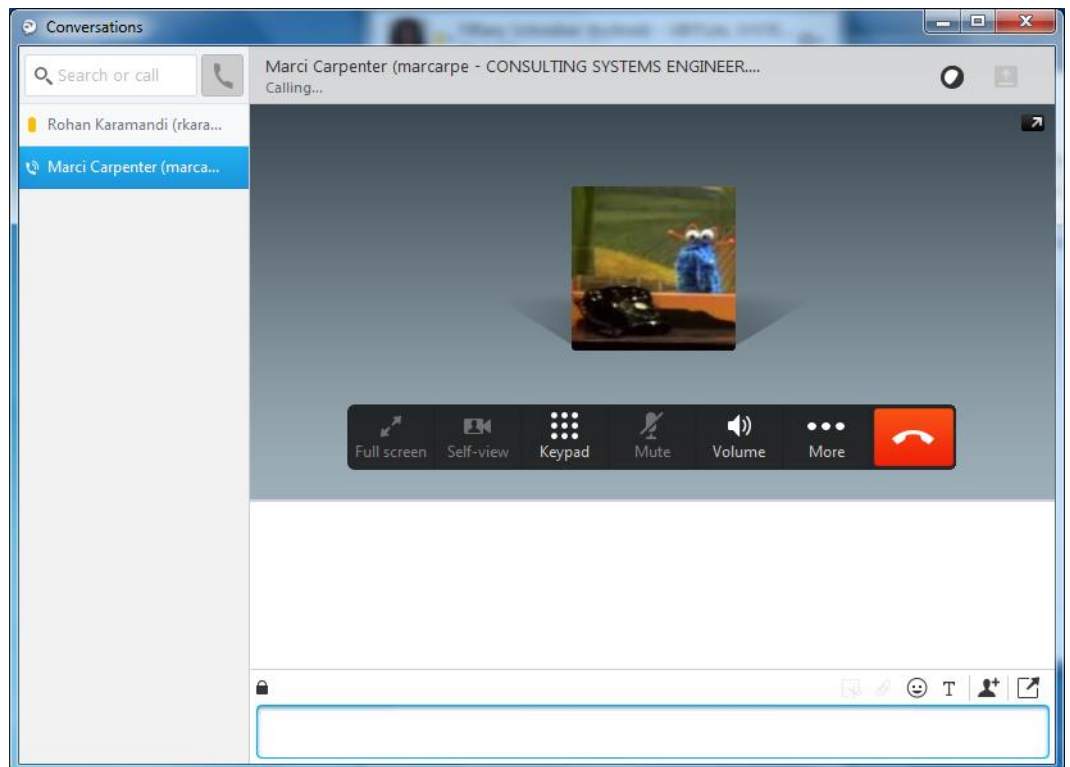 Conversations
Search or call
Marci Carpenter (marcarpe - CONSULTING SYSTEMS ENGINEER....
Calling...
Rohan Karamandi (rkara...
Marci Carpenter (marca...
Full screen
Self-view
Keypad
Mute
Volume
More
T